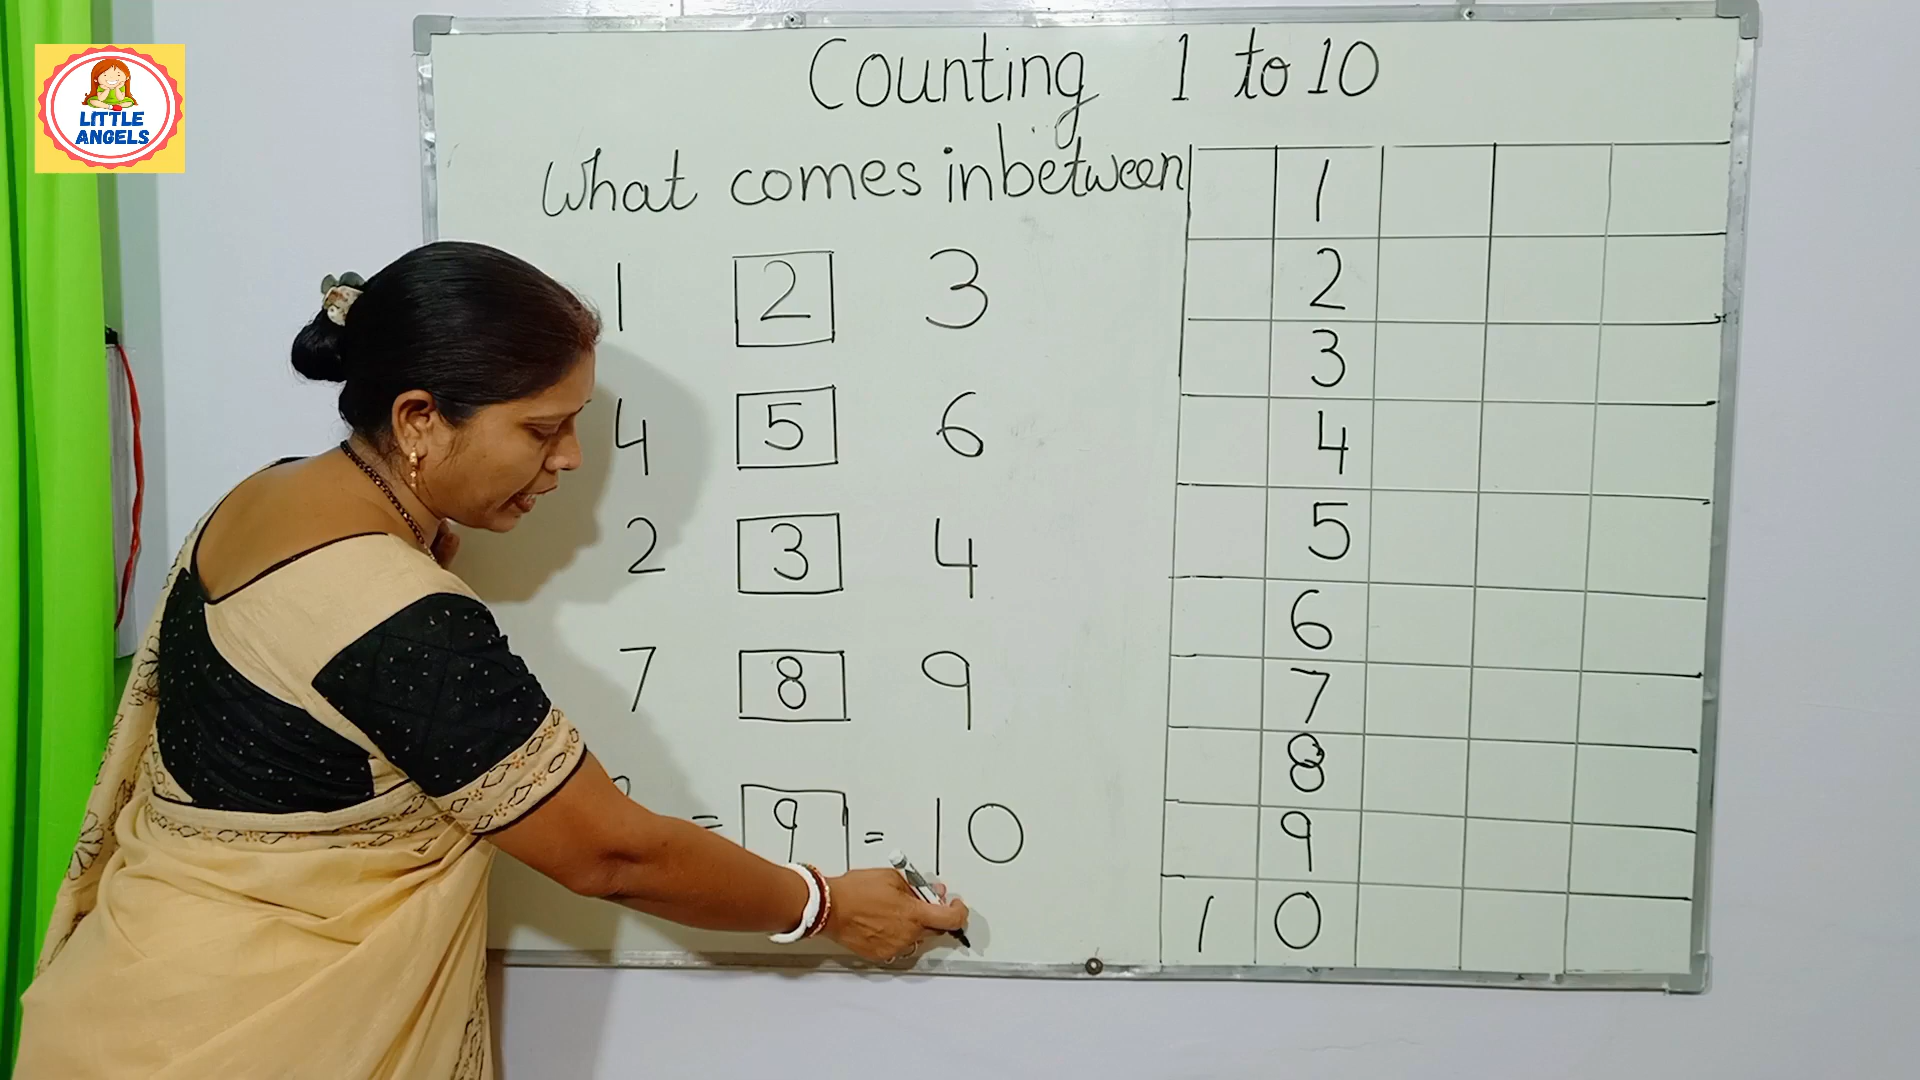 LITTLE
ANGELS
Counting 1 to 10
What comes inbetween
1 2 3
4 5 6
2 3 4
7 8 9
= 9 = 10
1
2
3
4
5
6
7
8
9
10